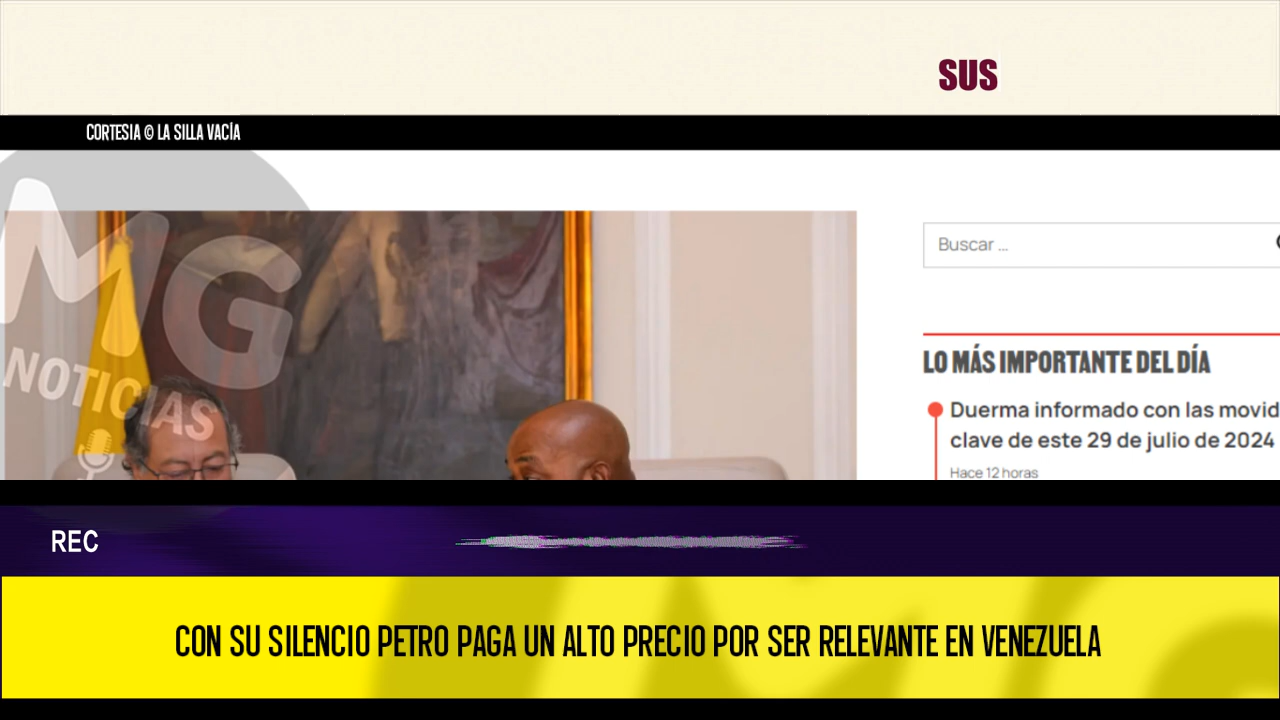 SUS
CORTESIA © LA SILLA VACÍA
MG
NOTICIAS
Buscar ...
LO MÁS IMPORTANTE DEL DÍA
Duerma informado con las movid
clave de este 29 de julio de 2024
Hace 12 horas
REC
CON SU SILENCIO PETRO PAGA UN ALTO PRECIO POR SER RELEVANTE EN VENEZUELA